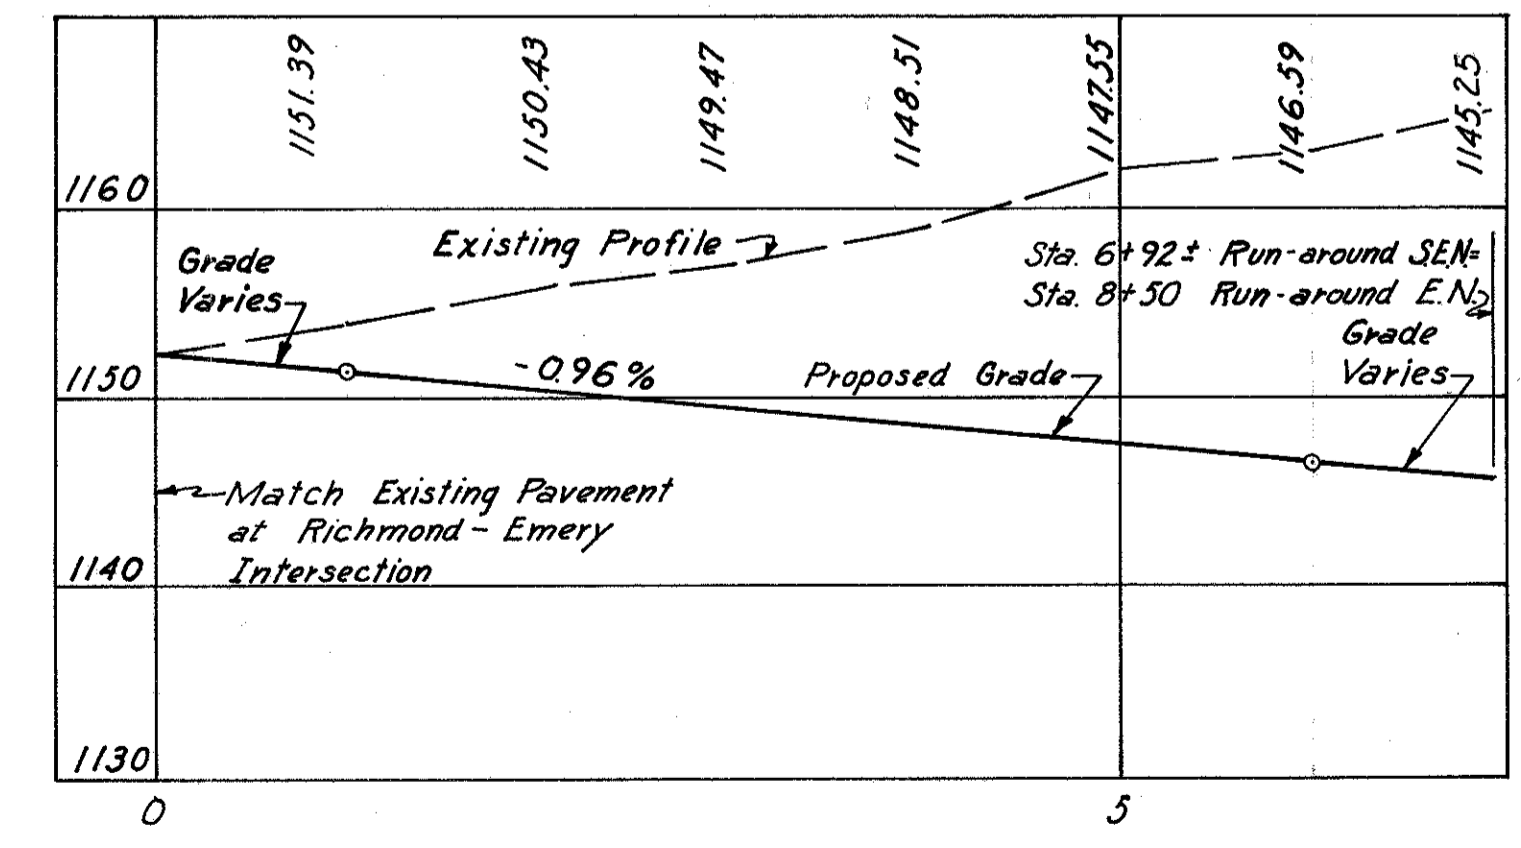 1151.39
1150.43
1149.47
1148.51
1147.55
1146.59
1145.25
1160
Existing Profile
Grade
Varies
Sta. 6+92± Run-around S.E.N=
Sta. 8+50 Run-around E.N.
Grade
Varies
1150
-0.96%
Proposed Grade
Match Existing Pavement
at Richmond - Emery
Intersection
1140
1130
0
5